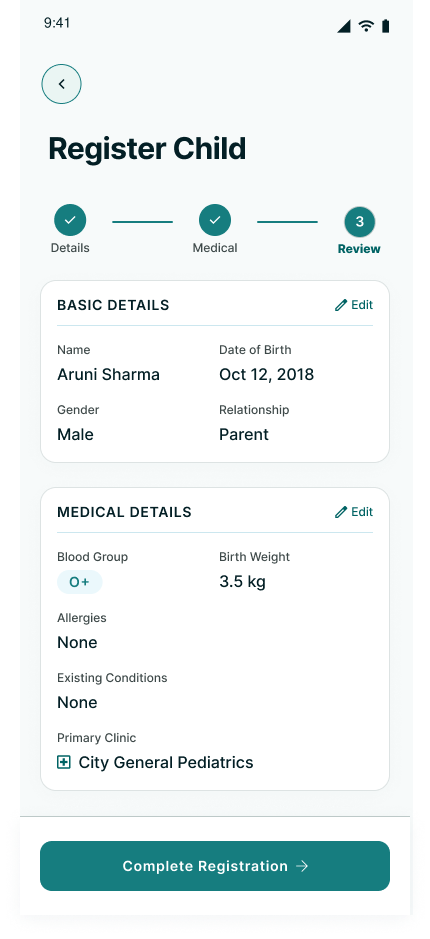 9:41
Register Child
3
Details Medical Review
BASIC DETAILS Edit
Name Date of Birth
Aruni Sharma Oct 12, 2018
Gender Relationship
Male Parent
MEDICAL DETAILS Edit
Blood Group Birth Weight
O+ 3.5 kg
Allergies
None
Existing Conditions
None
Primary Clinic
City General Pediatrics
Complete Registration →